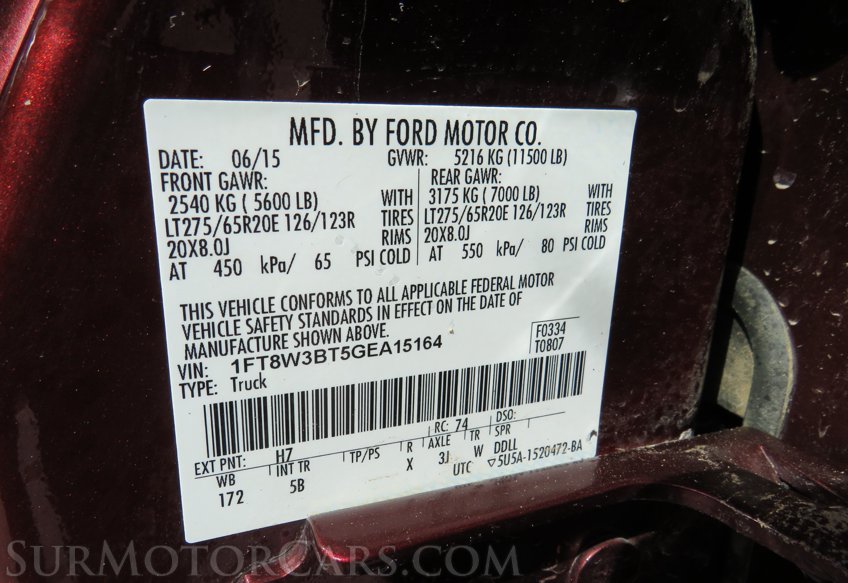 MFD. BY FORD MOTOR CO.
DATE: 06/15 GVWR: 5216 KG (11500 LB)
FRONT GAWR: REAR GAWR:
2540 KG ( 5600 LB) WITH 3175 KG ( 7000 LB) WITH
LT275/65R20E 126/123R TIRES LT275/65R20E 126/123R TIRES
20X8.0J RIMS 20X8.0J RIMS
AT 450 kPa/ 65 PSI COLD AT 550 kPa/ 80 PSI COLD
THIS VEHICLE CONFORMS TO ALL APPLICABLE FEDERAL MOTOR
VEHICLE SAFETY STANDARDS IN EFFECT ON THE DATE OF
MANUFACTURE SHOWN ABOVE.
F0334
VIN: 1FT8W3BT5GEA15164 T0807
TYPE: Truck
EXT PNT: H7 RC: 74 DSO:
WB INT TR TP/PS R AXLE TR SPR
172 5B X 3J W DDLL
UTC ▽5U5A-1520472-BA
SURMOTORCARS.COM